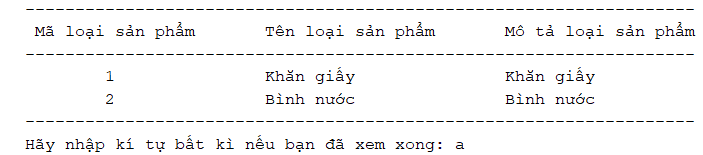 ----------------------------------------------------------------------
Mã loại sản phẩm Tên loại sản phẩm Mô tả loại sản phẩm
----------------------------------------------------------------------
1 Khăn giấy Khăn giấy
2 Bình nước Bình nước
----------------------------------------------------------------------
Hãy nhập kí tự bất kì nếu bạn đã xem xong: a